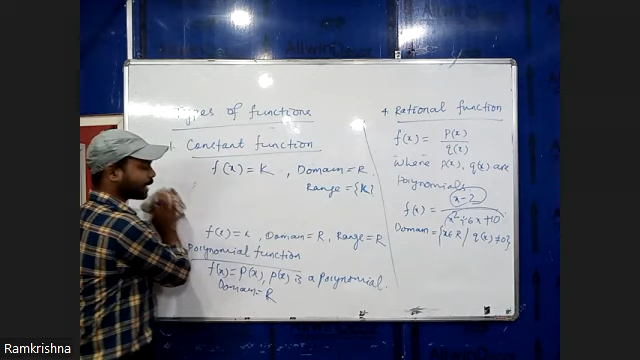 Types of functions
1. Constant function
f(x) = K , Domain = R
Range = {K}
f(x) = x , Domain = R, Range = R
Polynomial function
f(x) = P(x), P(x) is a polynomial.
Domain = R
4. Rational function
f(x) = P(x)/q(x)
where P(x), q(x) are
polynomials
f(x) = x-2/x²-6x+10
Domain = {x∈R / q(x) ≠ 0}
Ramkrishna